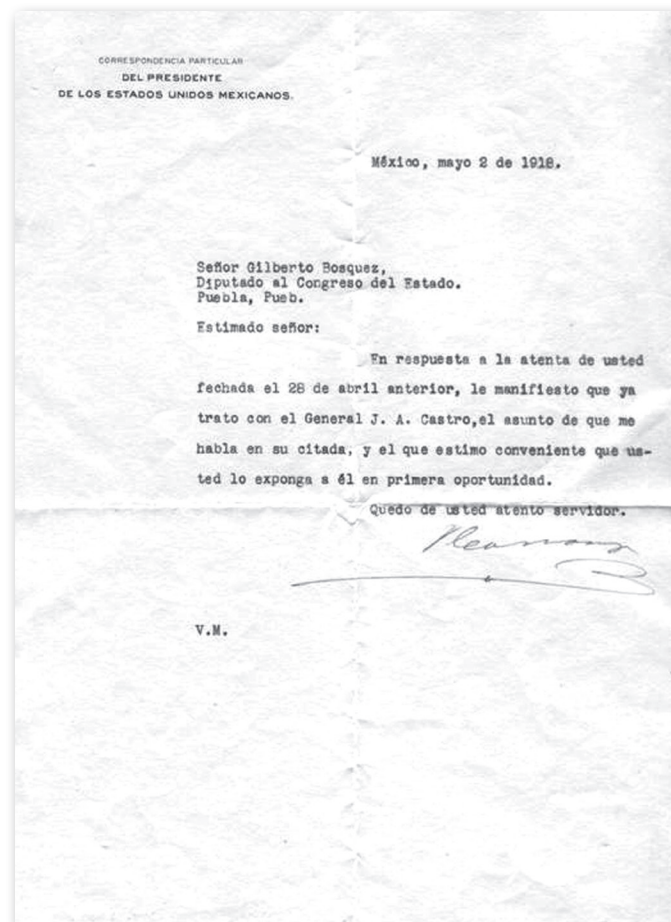 CORRESPONDENCIA PARTICULAR
DEL PRESIDENTE
DE LOS ESTADOS UNIDOS MEXICANOS.
México, mayo 2 de 1918.
Señor Gilberto Bosquez,
Diputado al Congreso del Estado.
Puebla, Pueb.
Estimado señor:
En respuesta a la atenta de usted
fechada el 28 de abril anterior, le manifiesto que ya
trato con el General J. A. Castro,el asunto de que me
habla en su citada, y el que estimo conveniente que us-
ted lo exponga a él en primera oportunidad.
Quedo de usted atento servidor.
V.M.